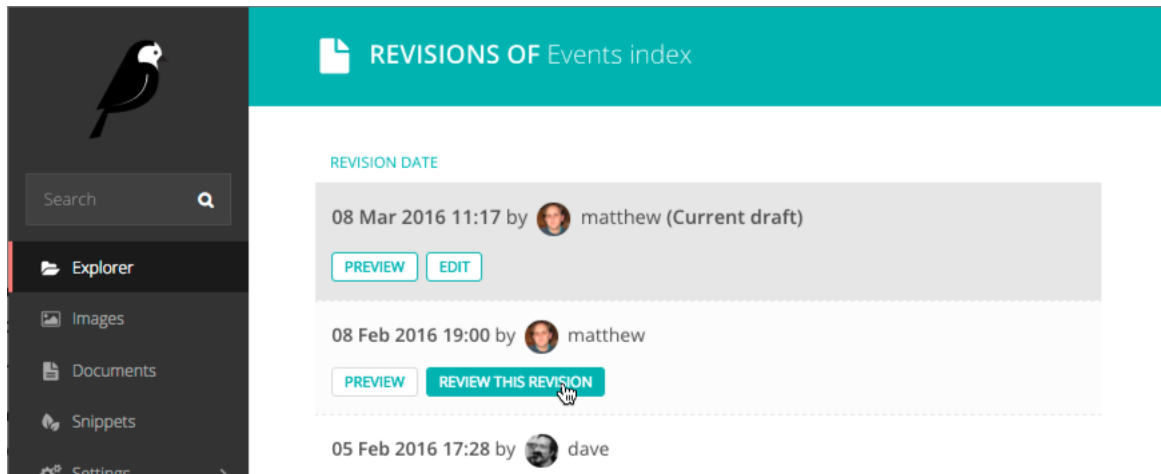 REVISIONS OF Events index
Search
Explorer
Images
Documents
Snippets
Settings
REVISION DATE
08 Mar 2016 11:17 by matthew (Current draft)
PREVIEW EDIT
08 Feb 2016 19:00 by matthew
PREVIEW REVIEW THIS REVISION
05 Feb 2016 17:28 by dave